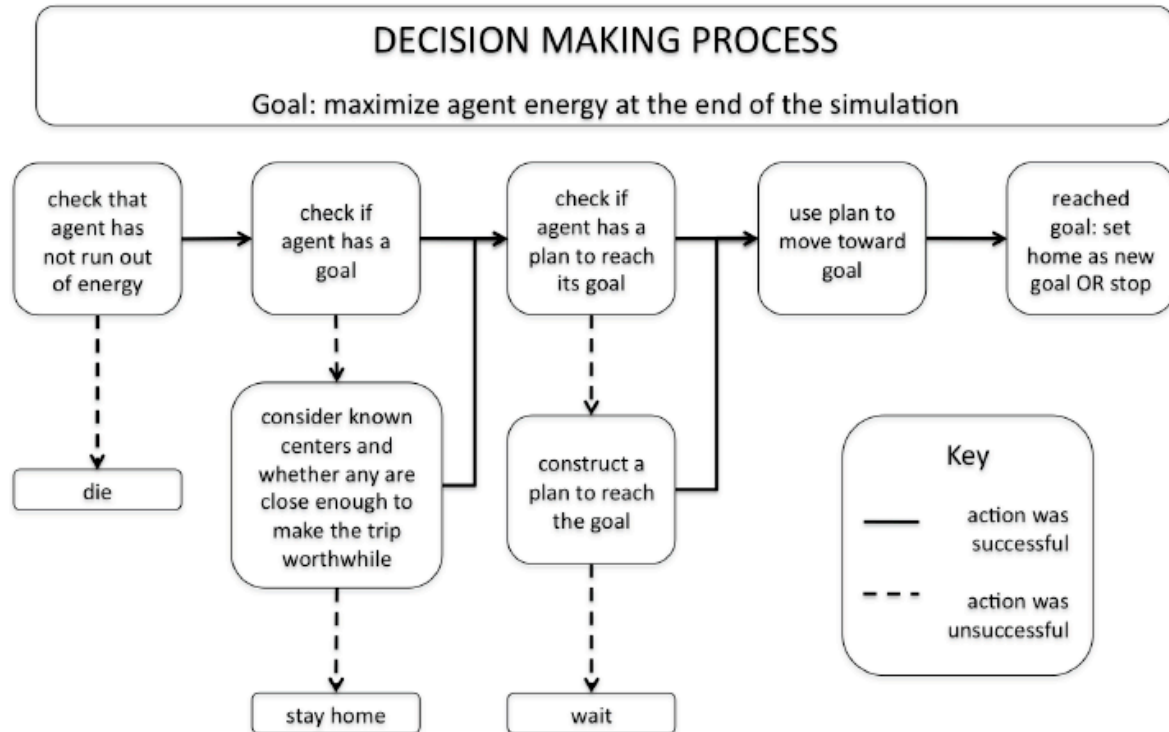 DECISION MAKING PROCESS
Goal: maximize agent energy at the end of the simulation
check that
agent has
not run out
of energy
check if
agent has a
goal
check if
agent has a
plan to reach
its goal
use plan to
move toward
goal
reached
goal: set
home as new
goal OR stop
consider known
centers and
whether any are
close enough to
make the trip
worthwhile
construct a
plan to reach
the goal
die
stay home
wait
Key
action was
successful
action was
unsuccessful